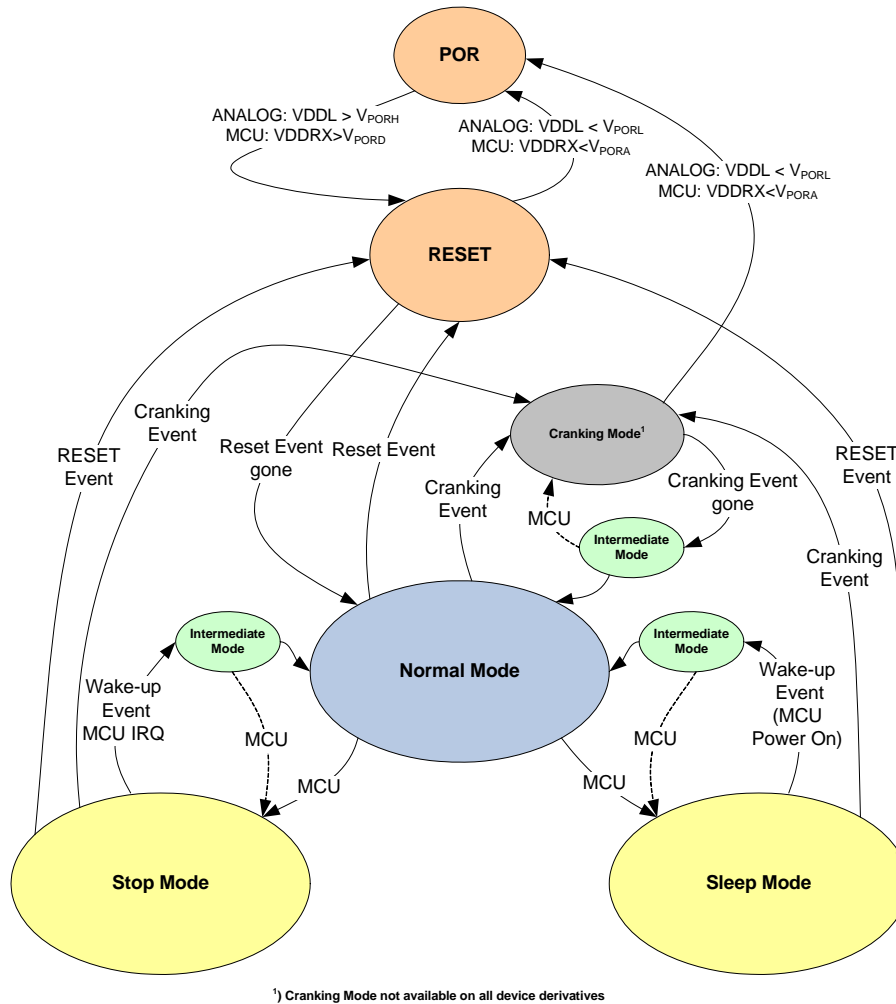 POR
ANALOG: VDDL > VPORH
MCU: VDDRX>VPORD
ANALOG: VDDL < VPORL
MCU: VDDRX<VPORA
ANALOG: VDDL < VPORL
MCU: VDDRX<VPORA
RESET
RESET
Event
Cranking
Event
Reset Event
gone
Reset Event
Cranking
Event
Cranking Mode1
MCU
Cranking Event
gone
Intermediate
Mode
RESET
Event
Cranking
Event
Intermediate
Mode
Normal Mode
Intermediate
Mode
Wake-up
Event
MCU IRQ
MCU
MCU
MCU
MCU
Wake-up
Event
(MCU
Power On)
Stop Mode
Sleep Mode
1) Cranking Mode not available on all device derivatives